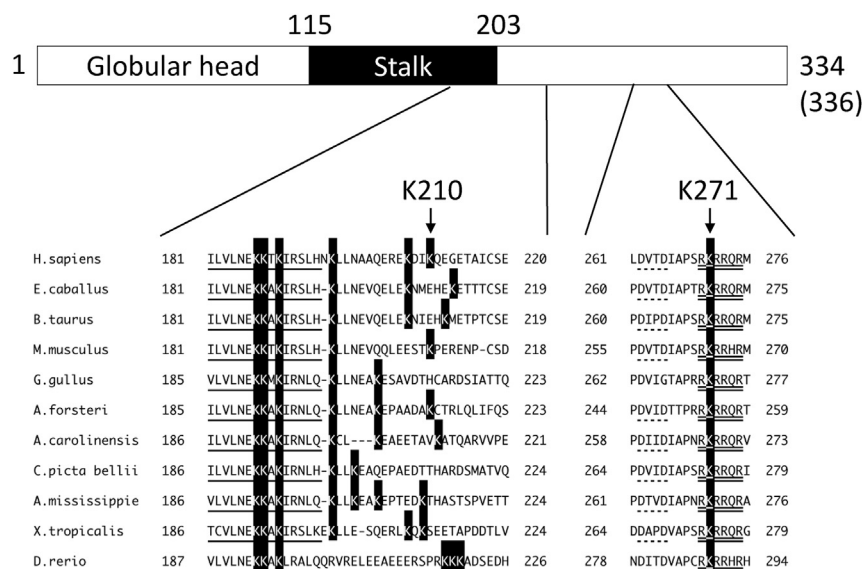 115 203
1 Globular head Stalk 334
(336)
K210 K271
H.sapiens 181 ILVLNEKKTKIRSLHNKLLNAAQEREKDIKQEGETAICSE 220 261 LDVTDIAPSRKRRQRM 276
E.caballus 181 ILVLNEKKAKIRSLH-KLLNEVQELEKNMEHEKETTTCSE 219 260 PDVTDIAPTRKRRQRM 275
B.taurus 181 ILVLNEKKAKIRSLH-KLLNEVQELEKNIEHKMETPTCSE 219 260 PDIPDIAPSRKRRQRM 275
M.musculus 181 ILVLNEKKTKIRSLH-KLLNEVQQLEESTKPERENP-CSD 218 255 PDVTDIAPSRKRRHRM 270
G.gullus 185 VLVLNEKKMKIRNLQ-KLLNEAKESAVDTHCARDSIATTQ 223 262 PDVIGTAPRRKRRQRT 277
A.forsteri 185 ILVLNEKKAKIRNLQ-KLLNEAKEPAADAKCTRLQLIFQS 223 244 PDVIDTTPRRKRRQRT 259
A.carolinensis 186 ILVLNEKKAKIRNLQ-KCL---KEAEETAVKATQARVVPE 221 258 PDIIDIAPNRKRRQRV 273
C.picta bellii 186 ILVLNEKKAKIRNLH-KLLKEAQEPAEDTTHARDSMATVQ 224 264 PDVIDIAPSRKRRQRI 279
A.mississippie 186 VLVLNEKKAKIRNLQ-KLLKEAKEPTEDKTHASTSPVETT 224 261 PDTVDIAPNRKRRQRA 276
X.tropicalis 186 TCVLNEKKAKIRSLKEKLLE-SQERLKQKSEETAPDDTLV 224 264 DDAPDVAPSRKRRQRG 279
D.rerio 187 VLVLNEKKAKLRALQQRVRELEEAEEERSPRKKKADSEDH 226 278 NDITDVAPCRKRRHRH 294